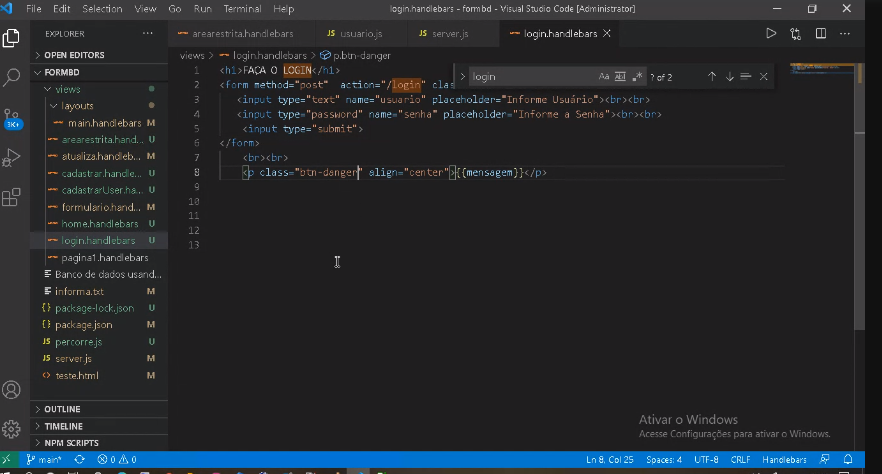 File Edit Selection View Go Run Terminal Help
login.handlebars - formbd - Visual Studio Code [Administrator]
EXPLORER
OPEN EDITORS
FORMBD
views
layouts
main.handlebars M
arearestrita.hand... U
atualiza.handleba... M
cadastrar.handle... U
cadastrarUser.ha... U
formulario.hand... M
home.handlebars U
login.handlebars U
pagina1.handlebars
Banco de dados usand...
informa.txt M
package-lock.json U
package.json M
percorre.js U
server.js M
teste.html M
OUTLINE
TIMELINE
NPM SCRIPTS
3K+
arearestrita.handlebars
usuario.js
server.js
login.handlebars
views > login.handlebars > p.btn-danger
login
? of 2
1 <h1>FAÇA O LOGIN</h1>
2 <form method="post" action="/login" clas
3 <input type="text" name="usuario" placeholder="Informe Usuário"><br><br>
4 <input type="password" name="senha" placeholder="Informe a Senha"><br><br>
5 <input type="submit">
6 </form>
7 <br><br>
8 <p class="btn-danger" align="center">{{mensagem}}</p>
9
10
11
12
13
Ativar o Windows
Acesse Configurações para ativar o Windows.
main* 0 0
Ln 8, Col 25 Spaces: 4 UTF-8 CRLF Handlebars